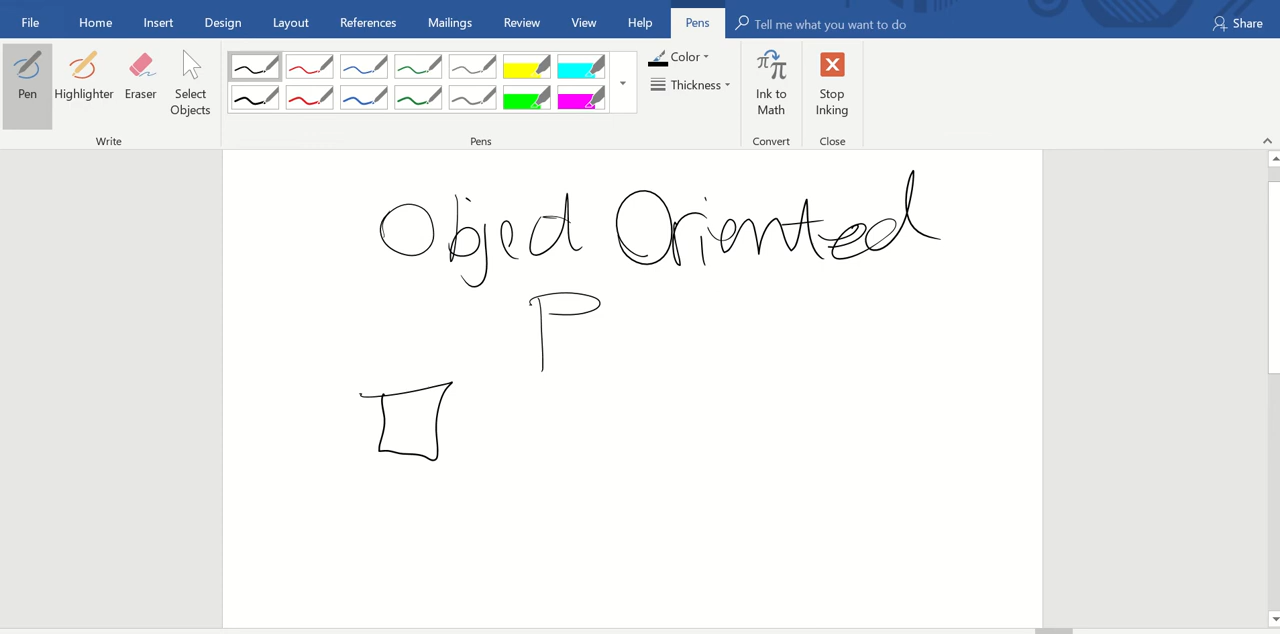 File Home Insert Design Layout References Mailings Review View Help Pens Tell me what you want to do Share
Pen Highlighter Eraser Select Objects Color Thickness Ink to Math Stop Inking
Write Pens Convert Close
Object Oriented
P